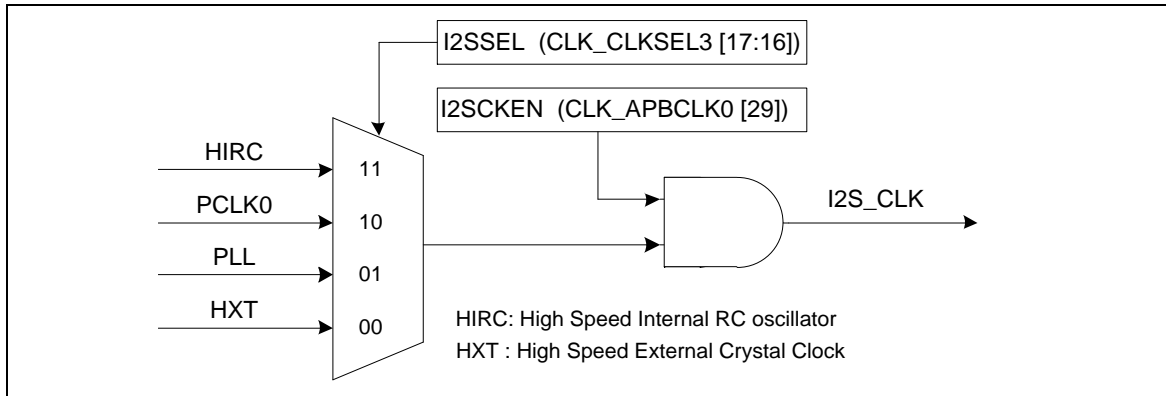 I2SSEL (CLK_CLKSEL3 [17:16])
I2SCKEN (CLK_APBCLK0 [29])
HIRC
11
PCLK0
10
I2S_CLK
PLL
01
HXT
00
HIRC: High Speed Internal RC oscillator
HXT : High Speed External Crystal Clock